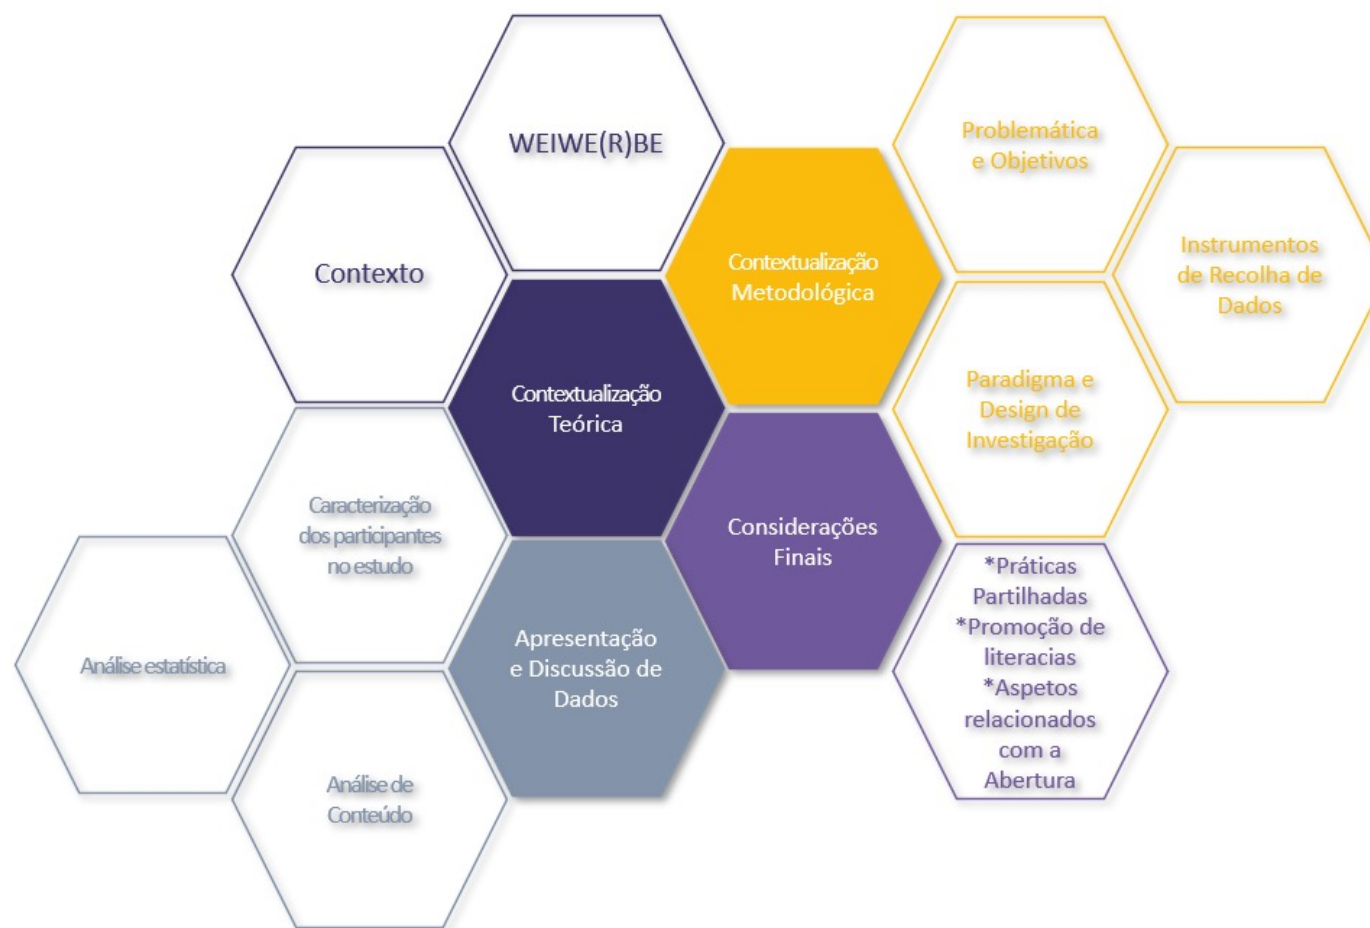 WEIWE(R)BE
Contexto
Contextualização
Teórica
Contextualização
Metodológica
Problemática
e Objetivos
Instrumentos
de Recolha de
Dados
Paradigma e
Design de
Investigação
Caracterização
dos participantes
no estudo
Análise estatística
Análise de
Conteúdo
Apresentação
e Discussão de
Dados
Considerações
Finais
*Práticas
Partilhadas
*Promoção de
literacias
*Aspetos
relacionados
com a
Abertura